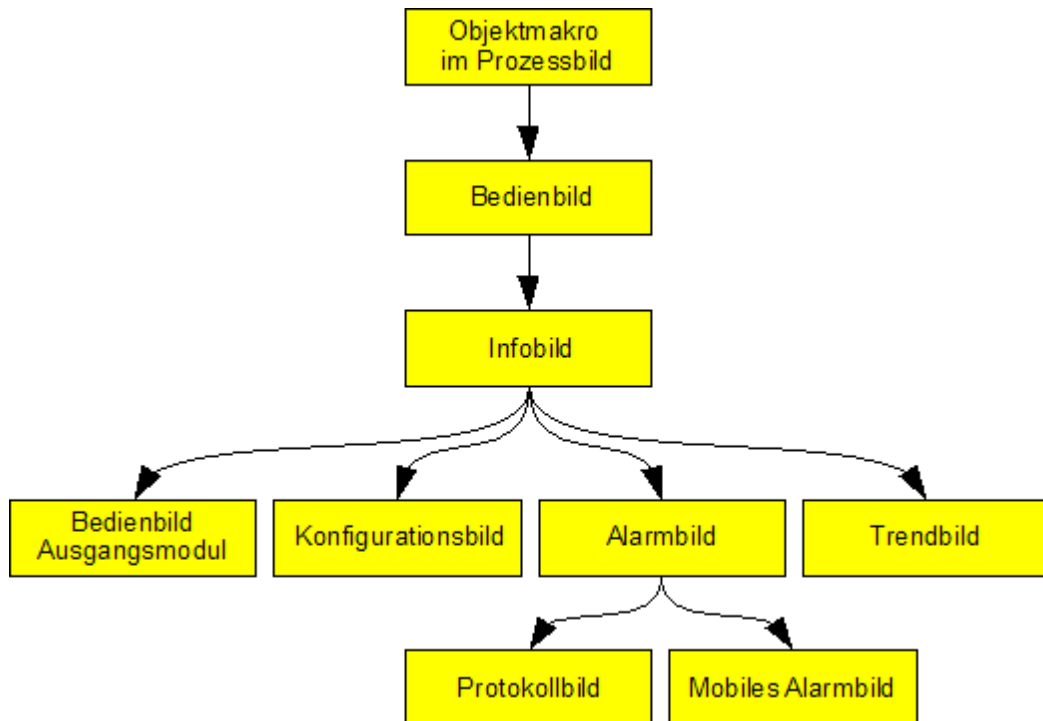 Objektmakro
im Prozessbild
Bedienbild
Infobild
Bedienbild
Ausgangsmodul
Konfigurationsbild
Alarmbild
Trendbild
Protokollbild
Mobiles Alarmbild